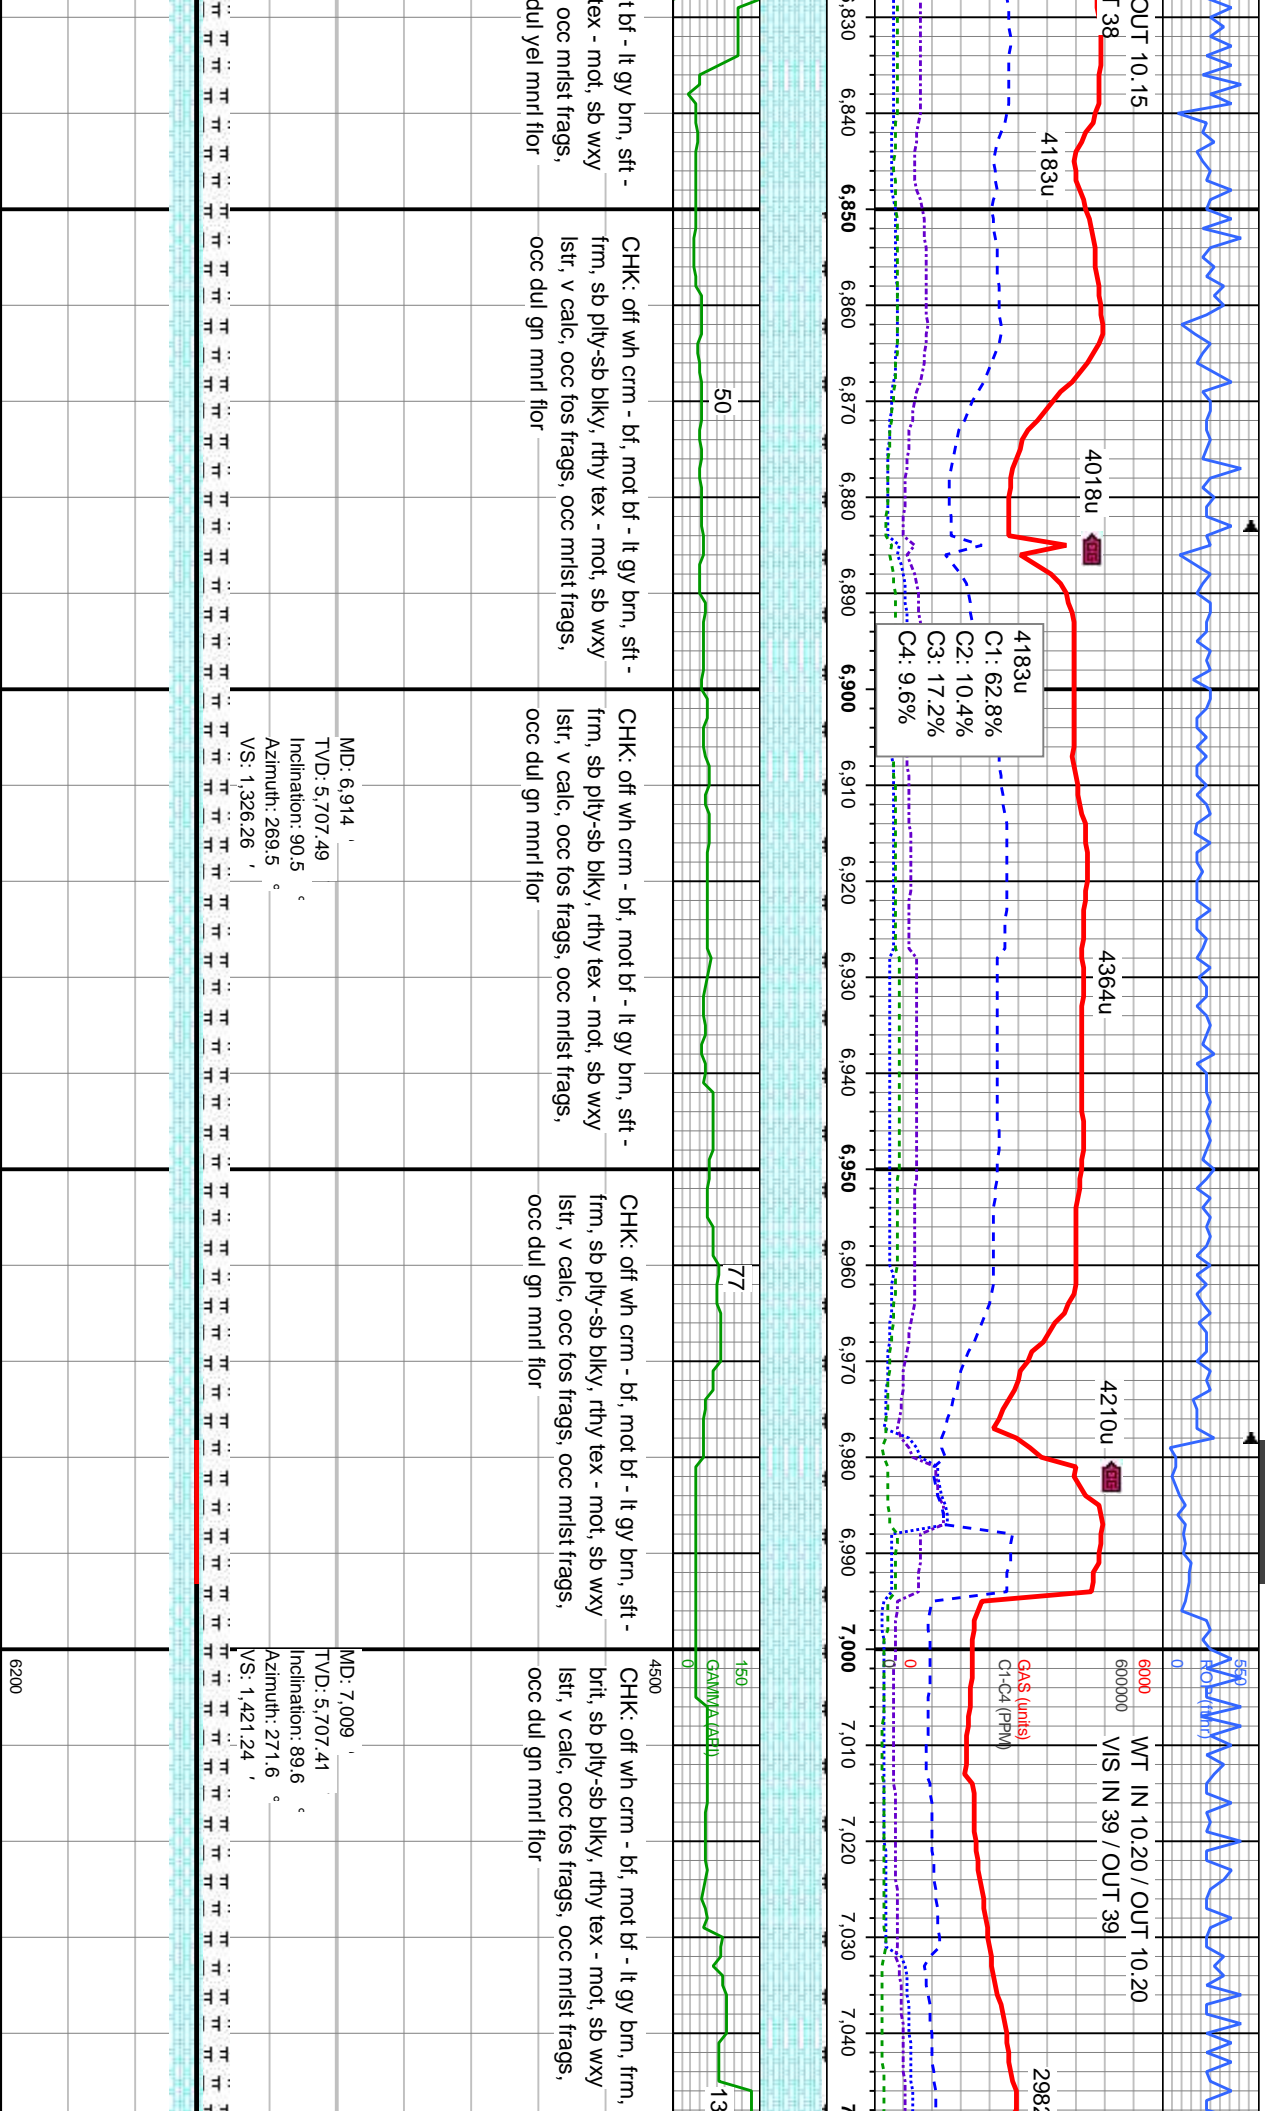 OUT 10.15
T 38
WT IN 10.20 / OUT 10.20
VIS IN 39 / OUT 39
550
0
ROP (ft/hr)
6000
600000
GAS (units)
C1-C4 (PPM)
0
4183u
4018u
4364u
4210u
4183u
C1: 62.8%
C2: 10.4%
C3: 17.2%
C4: 9.6%
6,830
6,840
6,850
6,860
6,870
6,880
6,890
6,900
6,910
6,920
6,930
6,940
6,950
6,960
6,970
6,980
6,990
7,000
7,010
7,020
7,030
7,040
50
77
150
GAMMA (API)
0
4500
t bf - lt gy brn, sft -
tex - mot, sb wxy
occ mrlst frags,
dul yel mnrl flor
CHK: off wh crm - bf, mot bf - lt gy brn, sft -
frm, sb plty-sb blky, rthy tex - mot, sb wxy
lstr, v calc, occ fos frags, occ mrlst frags,
occ dul gn mnrl flor
CHK: off wh crm - bf, mot bf - lt gy brn, sft -
frm, sb plty-sb blky, rthy tex - mot, sb wxy
lstr, v calc, occ fos frags, occ mrlst frags,
occ dul gn mnrl flor
CHK: off wh crm - bf, mot bf - lt gy brn, sft -
frm, sb plty-sb blky, rthy tex - mot, sb wxy
lstr, v calc, occ fos frags, occ mrlst frags,
occ dul gn mnrl flor
CHK: off wh crm - bf, mot bf - lt gy brn, frm,
brit, sb plty-sb blky, rthy tex - mot, sb wxy
lstr, v calc, occ fos frags, occ mrlst frags,
occ dul gn mnrl flor
MD: 6,914 '
TVD: 5,707.49
Inclination: 90.5 °
Azimuth: 269.5 °
VS: 1,326.26 '
MD: 7,009 '
TVD: 5,707.41
Inclination: 89.6 °
Azimuth: 271.6 °
VS: 1,421.24 '
6200